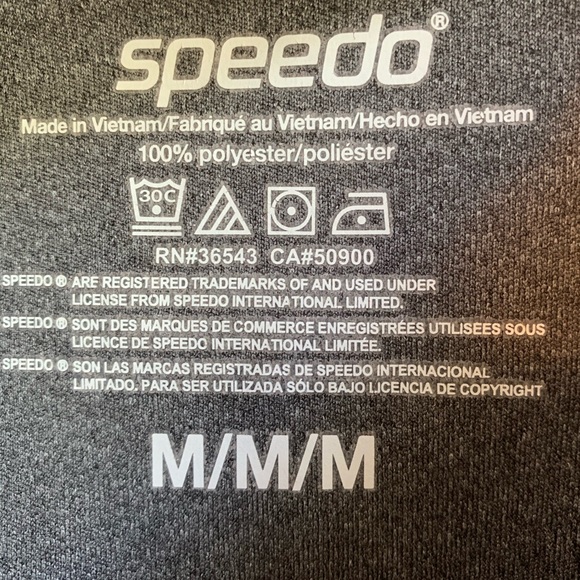 speedo®
Made in Vietnam/Fabriqué au Vietnam/Hecho en Vietnam
100% polyester/poliéster
30C
RN#36543 CA#50900
SPEEDO ® ARE REGISTERED TRADEMARKS OF AND USED UNDER
LICENSE FROM SPEEDO INTERNATIONAL LIMITED.
SPEEDO ® SONT DES MARQUES DE COMMERCE ENREGISTRÉES UTILISEES SOUS
LICENCE DE SPEEDO INTERNATIONAL LIMITÉE.
SPEEDO ® SON LAS MARCAS REGISTRADAS DE SPEEDO INTERNACIONAL
LIMITADO. PARA SER UTILIZADA SÓLO BAJO LICENCIA DE COPYRIGHT
M/M/M